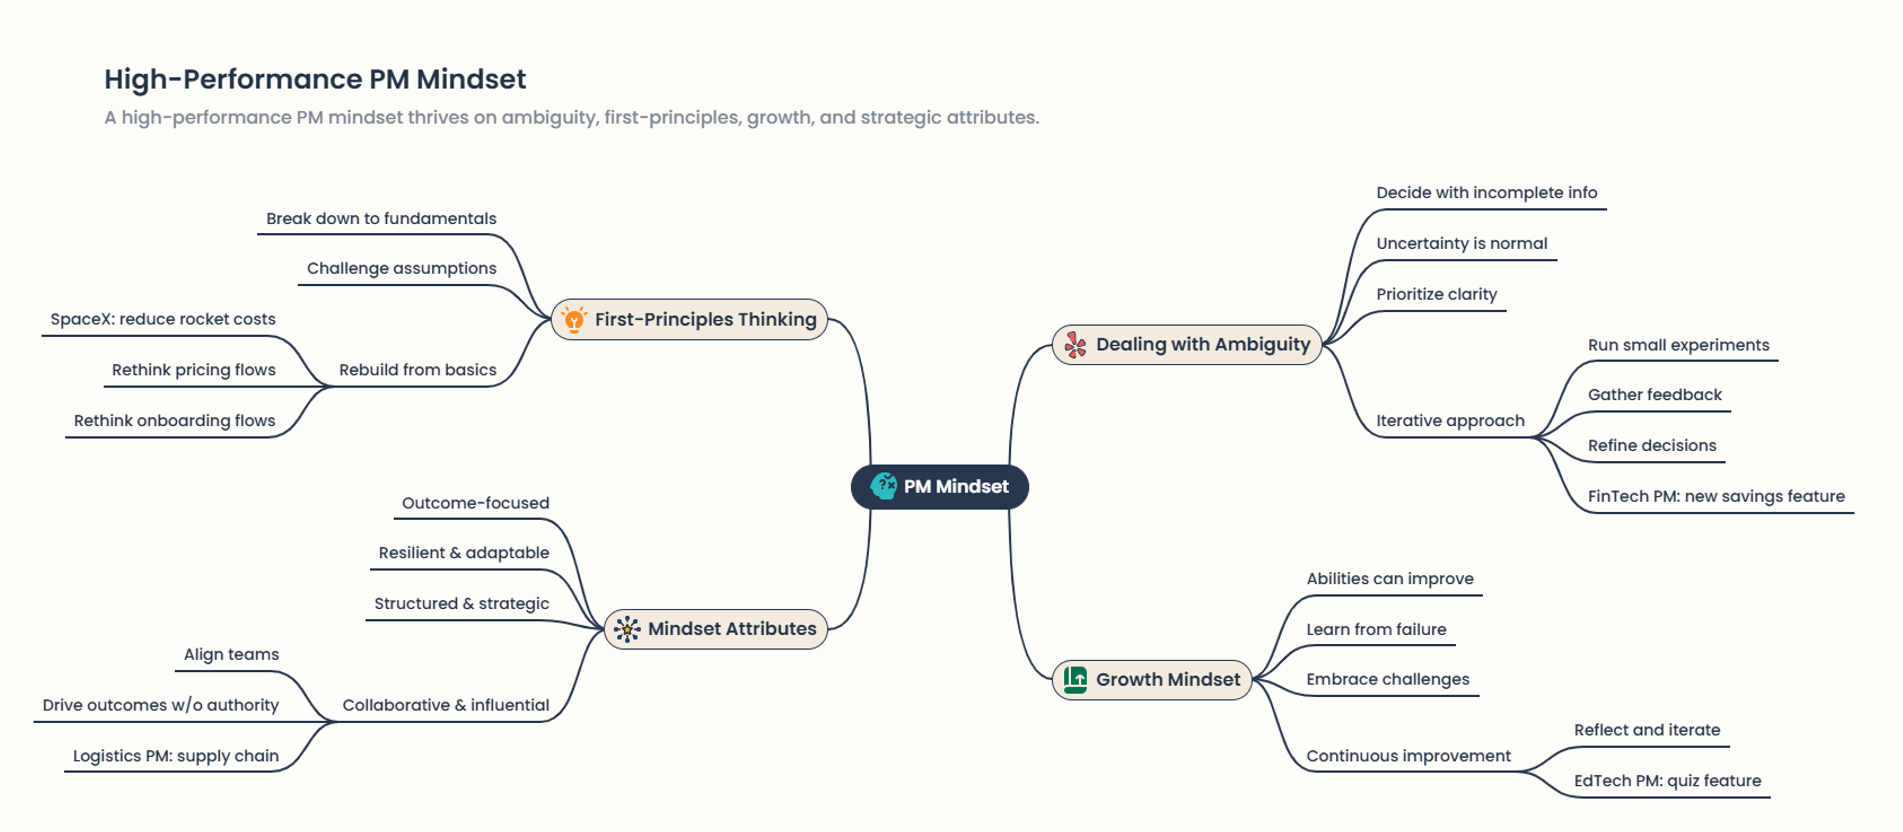 High-Performance PM Mindset
A high-performance PM mindset thrives on ambiguity, first-principles, growth, and strategic attributes.
Break down to fundamentals
Challenge assumptions
SpaceX: reduce rocket costs
First-Principles Thinking
Rethink pricing flows
Rebuild from basics
Rethink onboarding flows
Decide with incomplete info
Uncertainty is normal
Prioritize clarity
Dealing with Ambiguity
Run small experiments
Gather feedback
Iterative approach
Refine decisions
FinTech PM: new savings feature
PM Mindset
Outcome-focused
Resilient & adaptable
Structured & strategic
Mindset Attributes
Align teams
Drive outcomes w/o authority
Collaborative & influential
Logistics PM: supply chain
Abilities can improve
Learn from failure
Growth Mindset
Embrace challenges
Reflect and iterate
Continuous improvement
EdTech PM: quiz feature